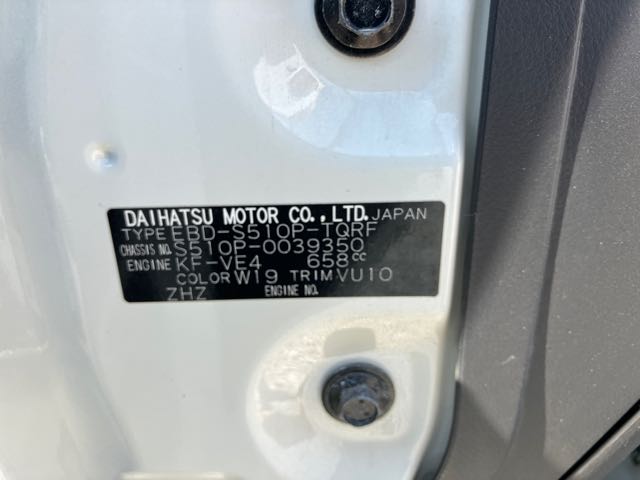 DAIHATSU MOTOR CO.,LTD. JAPAN
TYPE EBD-S510P-TQRF
CHASSIS NO. S510P-0039350
ENGINE KF-VE4 658cc
COLOR W19 TRIM VU10
ZHZ ENGINE NO.